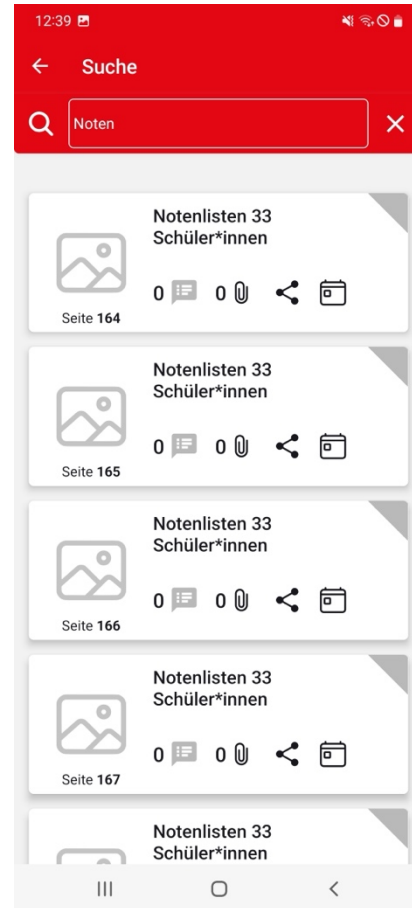 12:39
Suche
Noten
Notenlisten 33
Schüler*innen
0 0
Seite 164
Notenlisten 33
Schüler*innen
0 0
Seite 165
Notenlisten 33
Schüler*innen
0 0
Seite 166
Notenlisten 33
Schüler*innen
0 0
Seite 167
Notenlisten 33
Schüler*innen